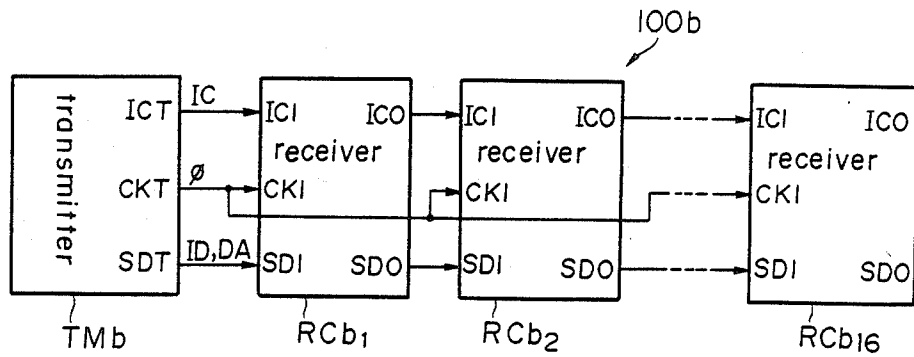 100b
transmitter
ICT
IC
ICI
ICO
ICI
ICO
ICI
ICO
receiver
receiver
receiver
CKT
ø
CKI
CKI
CKI
SDT
ID, DA
SDI
SDO
SDI
SDO
SDI
SDO
TMb
RCb1
RCb2
RCb16